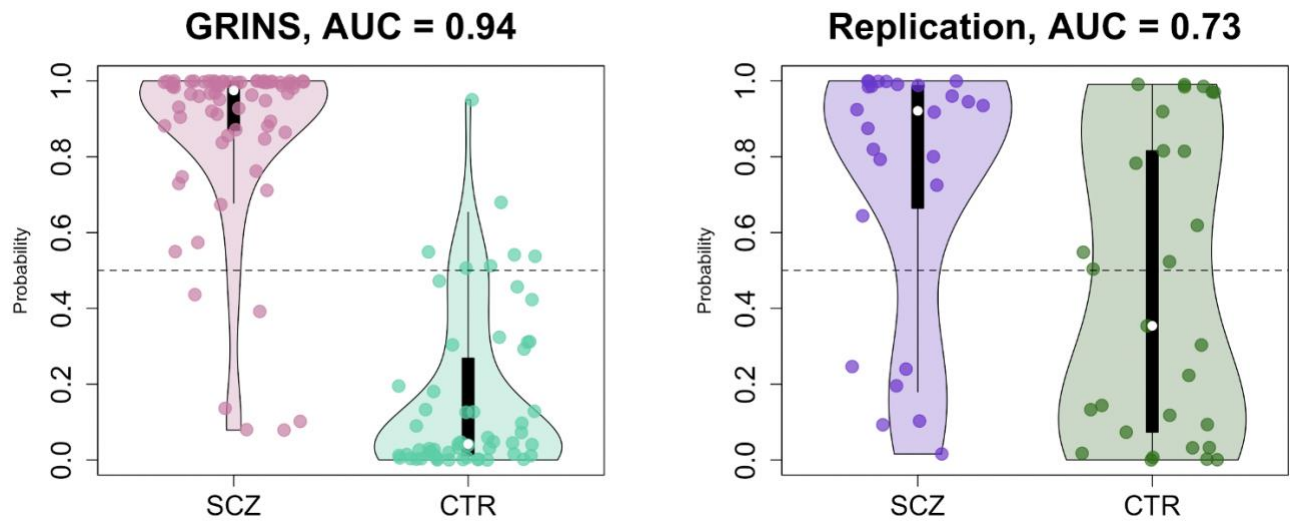 GRINS, AUC = 0.94
Probability
1.0
0.8
0.6
0.4
0.2
0.0
SCZ CTR
Replication, AUC = 0.73
Probability
1.0
0.8
0.6
0.4
0.2
0.0
SCZ CTR